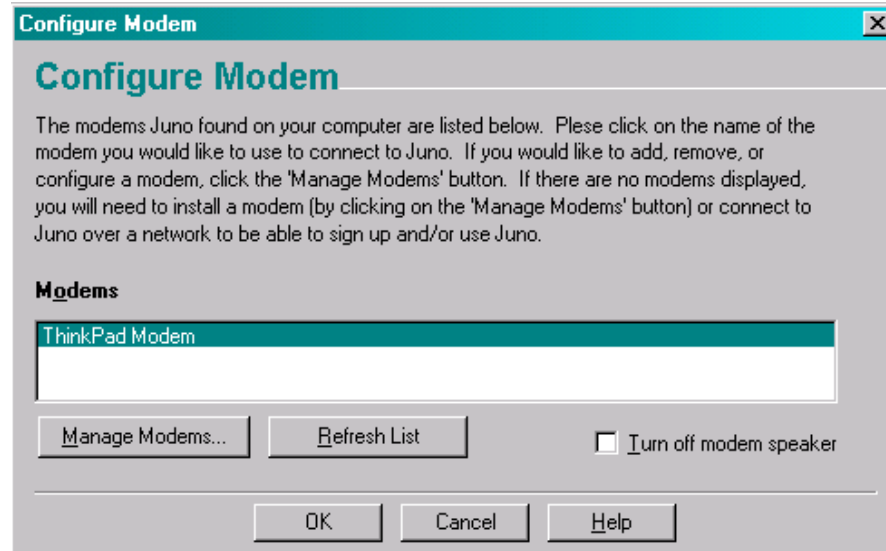 Configure Modem
Configure Modem
The modems Juno found on your computer are listed below. Plese click on the name of the
modem you would like to use to connect to Juno. If you would like to add, remove, or
configure a modem, click the 'Manage Modems' button. If there are no modems displayed,
you will need to install a modem (by clicking on the 'Manage Modems' button) or connect to
Juno over a network to be able to sign up and/or use Juno.
Modems
ThinkPad Modem
Manage Modems... Refresh List Turn off modem speaker
OK Cancel Help